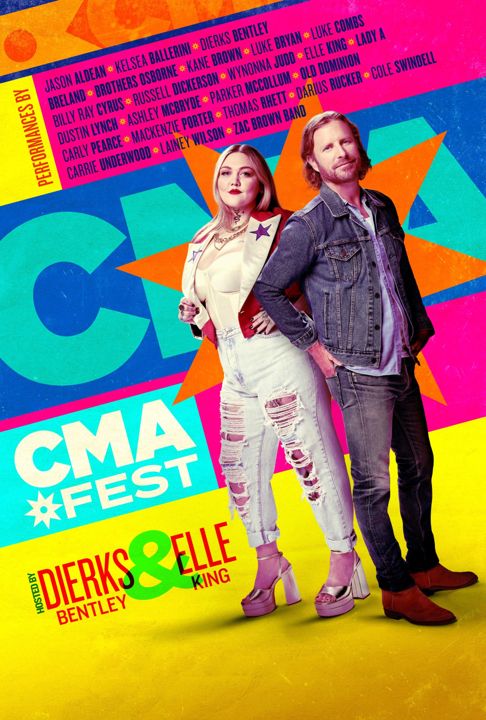 PERFORMANCES BY
JASON ALDEAN ✷ KELSEA BALLERINI ✷ DIERKS BENTLEY
BRELAND ✷ BROTHERS OSBORNE ✷ KANE BROWN ✷ LUKE BRYAN ✷ LUKE COMBS
BILLY RAY CYRUS ✷ RUSSELL DICKERSON ✷ WYNONNA JUDD ✷ ELLE KING ✷ LADY A
DUSTIN LYNCH ✷ ASHLEY MCBRYDE ✷ PARKER MCCOLLUM ✷ OLD DOMINION
CARLY PEARCE ✷ MACKENZIE PORTER ✷ THOMAS RHETT ✷ DARIUS RUCKER ✷ COLE SWINDELL
CARRIE UNDERWOOD ✷ LAINEY WILSON ✷ ZAC BROWN BAND
CMA
CMA
FEST
HOSTED BY
DIERKS & ELLE
BENTLEY KING